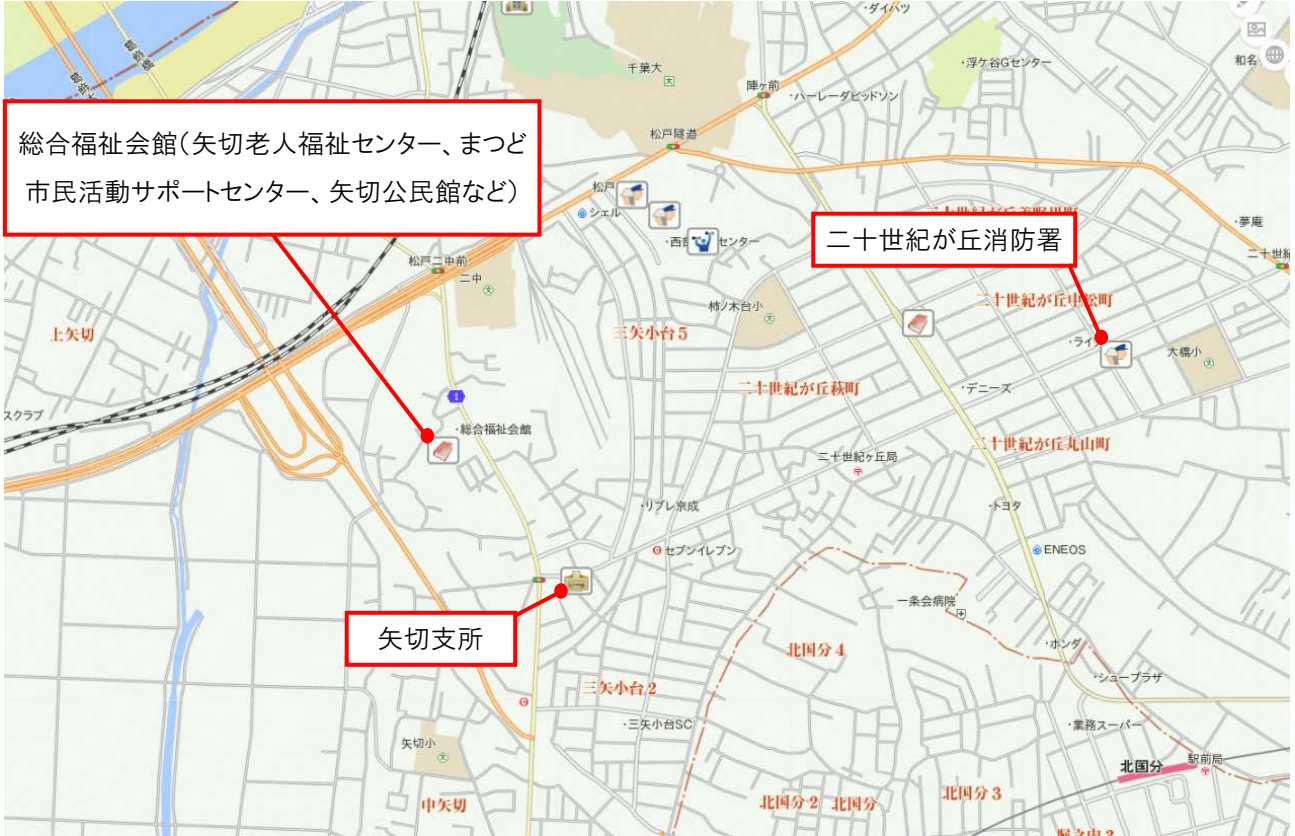 ・ダイハツ
葛飾橋
千葉大
・浮ケ谷Gセンター
陣ヶ前
・ハーレーダビッドソン
総合福祉会館(矢切老人福祉センター、まつど
市民活動サポートセンター、矢切公民館など)
松戸隧道
松戸
シェル
センター
・夢庵
二十世紀が丘消防署
松戸二中前
二中
二十世紀が丘中松町
柿ノ木台小
上矢切
三矢小台5
大橋小
二十世紀が丘萩町
・デニーズ
スクラブ
1
・総合福祉会館
二十世紀が丘丸山町
二十世紀ケ丘局
・リブレ京成
・トヨタ
セブンイレブン
ENEOS
一条会病院
矢切支所
北国分4
・ホンダ
三矢小台2
・シュープラザ
・三矢小台SC
・業務スーパー
矢切小
北国分
駅前局
中矢切
北国分2
北国分
北国分3